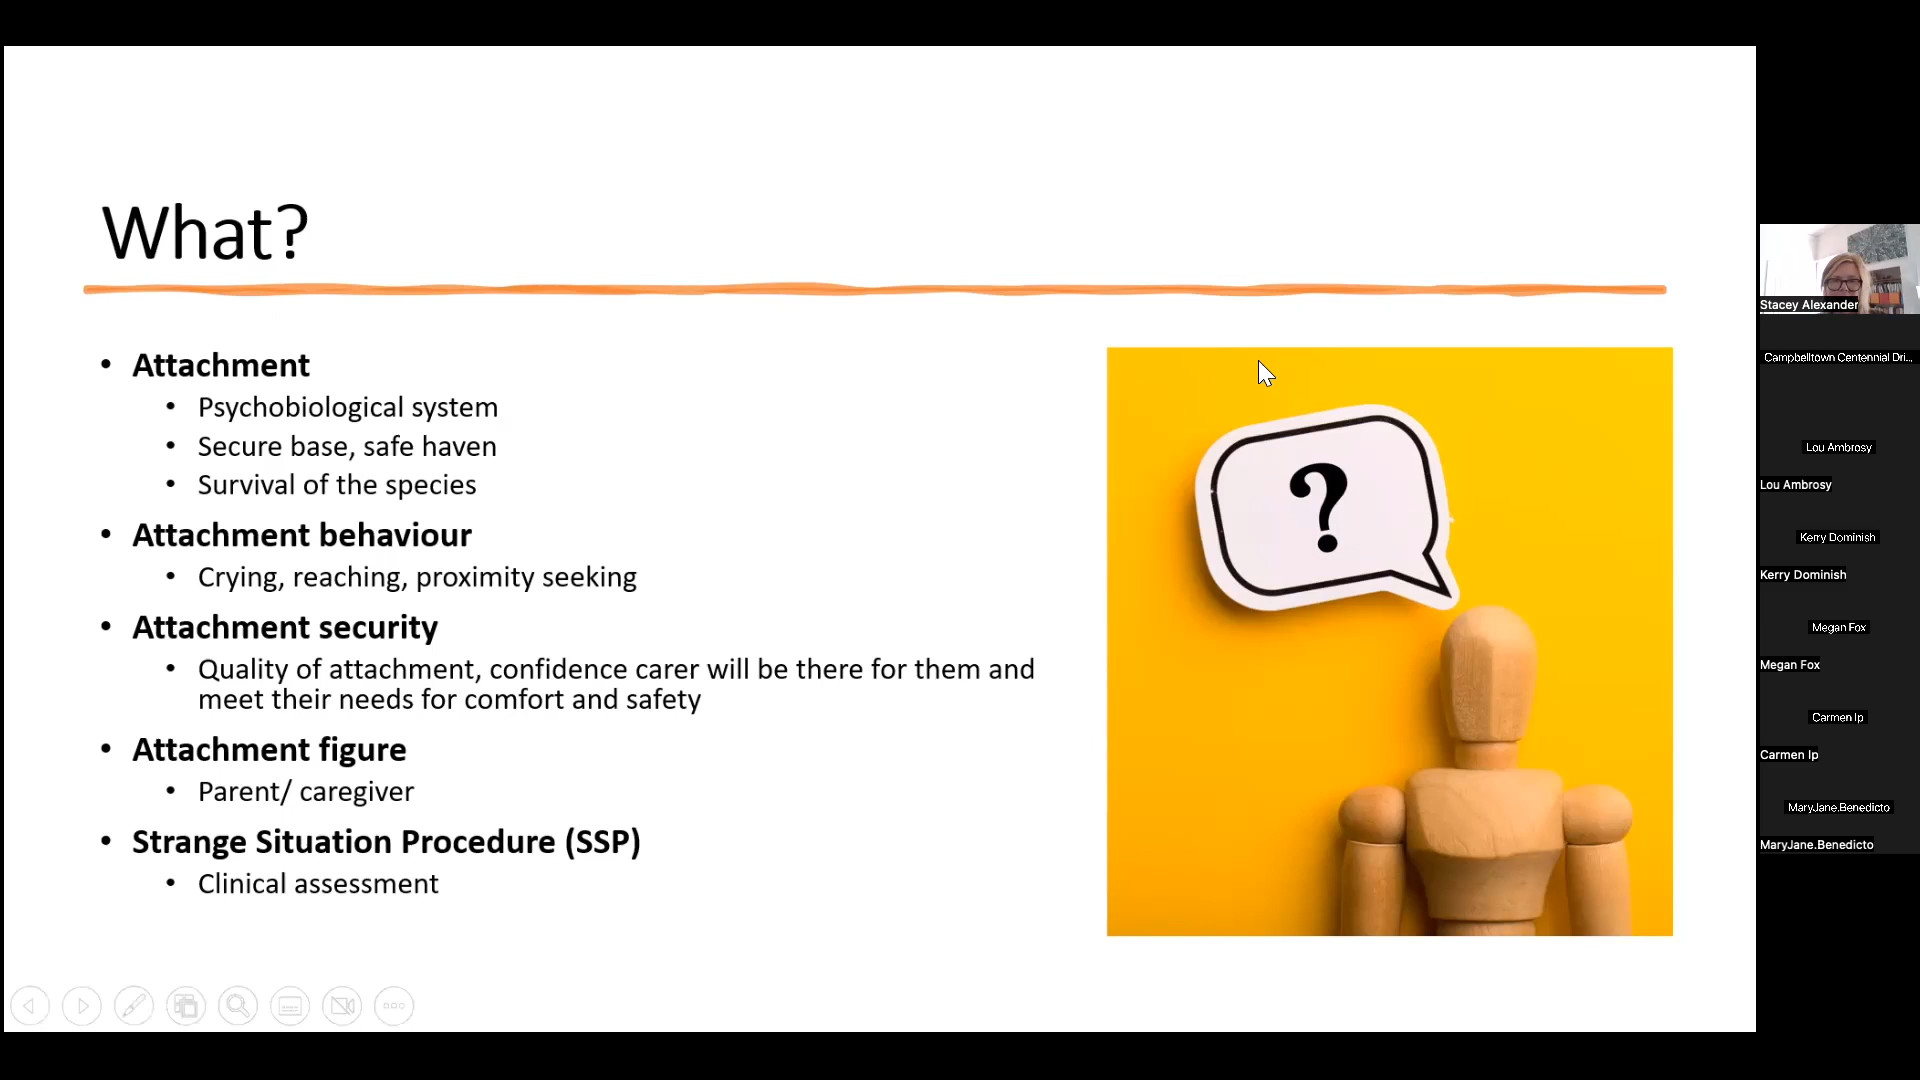 What?
• Attachment
• Psychobiological system
• Secure base, safe haven
• Survival of the species
• Attachment behaviour
• Crying, reaching, proximity seeking
• Attachment security
• Quality of attachment, confidence carer will be there for them and
meet their needs for comfort and safety
• Attachment figure
• Parent/ caregiver
• Strange Situation Procedure (SSP)
• Clinical assessment
?
Stacey Alexander
Campbelltown Centennial Dri...
Lou Ambrosy
Lou Ambrosy
Kerry Dominish
Kerry Dominish
Megan Fox
Megan Fox
Carmen Ip
Carmen Ip
MaryJane.Benedicto
MaryJane.Benedicto